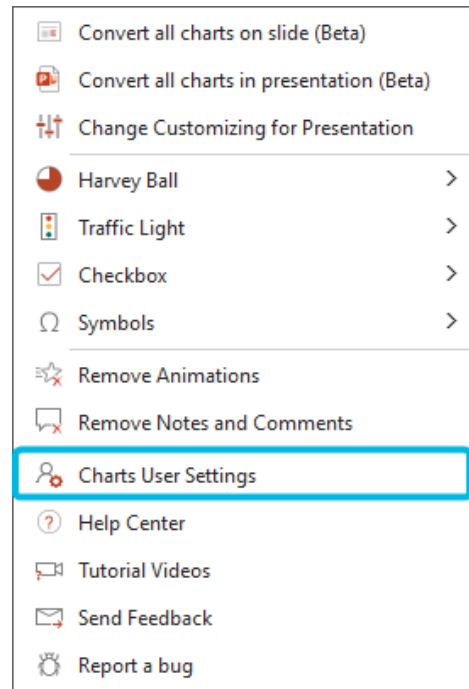 Convert all charts on slide (Beta)
Convert all charts in presentation (Beta)
Change Customizing for Presentation
Harvey Ball
Traffic Light
Checkbox
Symbols
Remove Animations
Remove Notes and Comments
Charts User Settings
Help Center
Tutorial Videos
Send Feedback
Report a bug